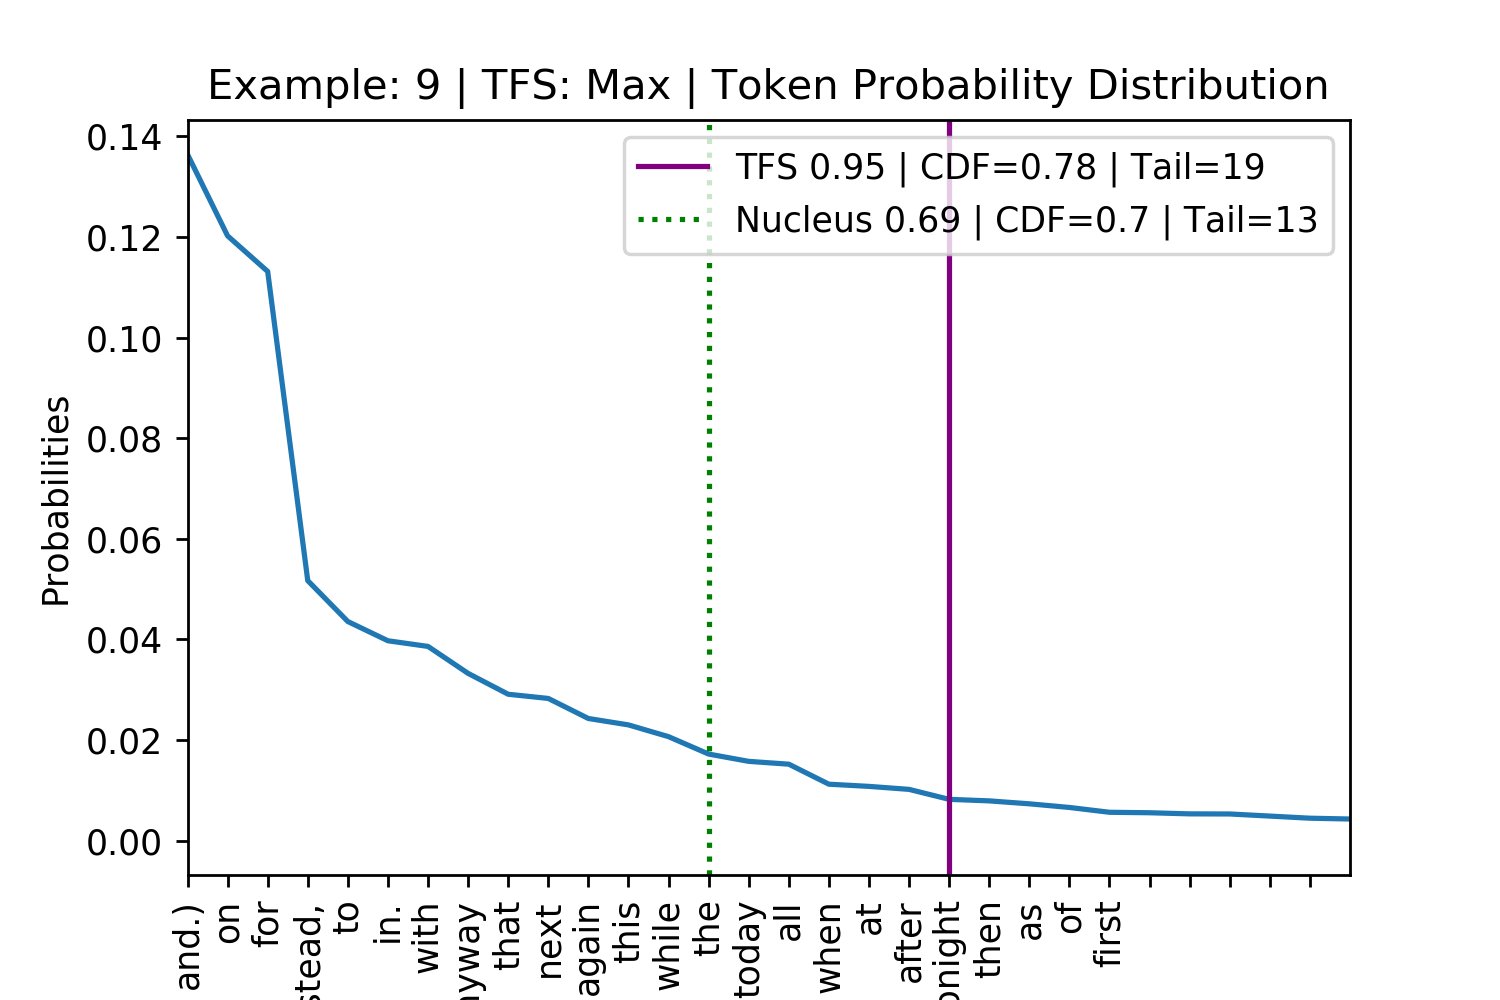 Example: 9 | TFS: Max | Token Probability Distribution
TFS 0.95 | CDF=0.78 | Tail=19
Nucleus 0.69 | CDF=0.7 | Tail=13
Probabilities
0.14
0.12
0.10
0.08
0.06
0.04
0.02
0.00
and.)
on
for
stead,
to
in.
with
nyway
that
next
again
this
while
the
today
all
when
at
after
onight
then
as
of
first